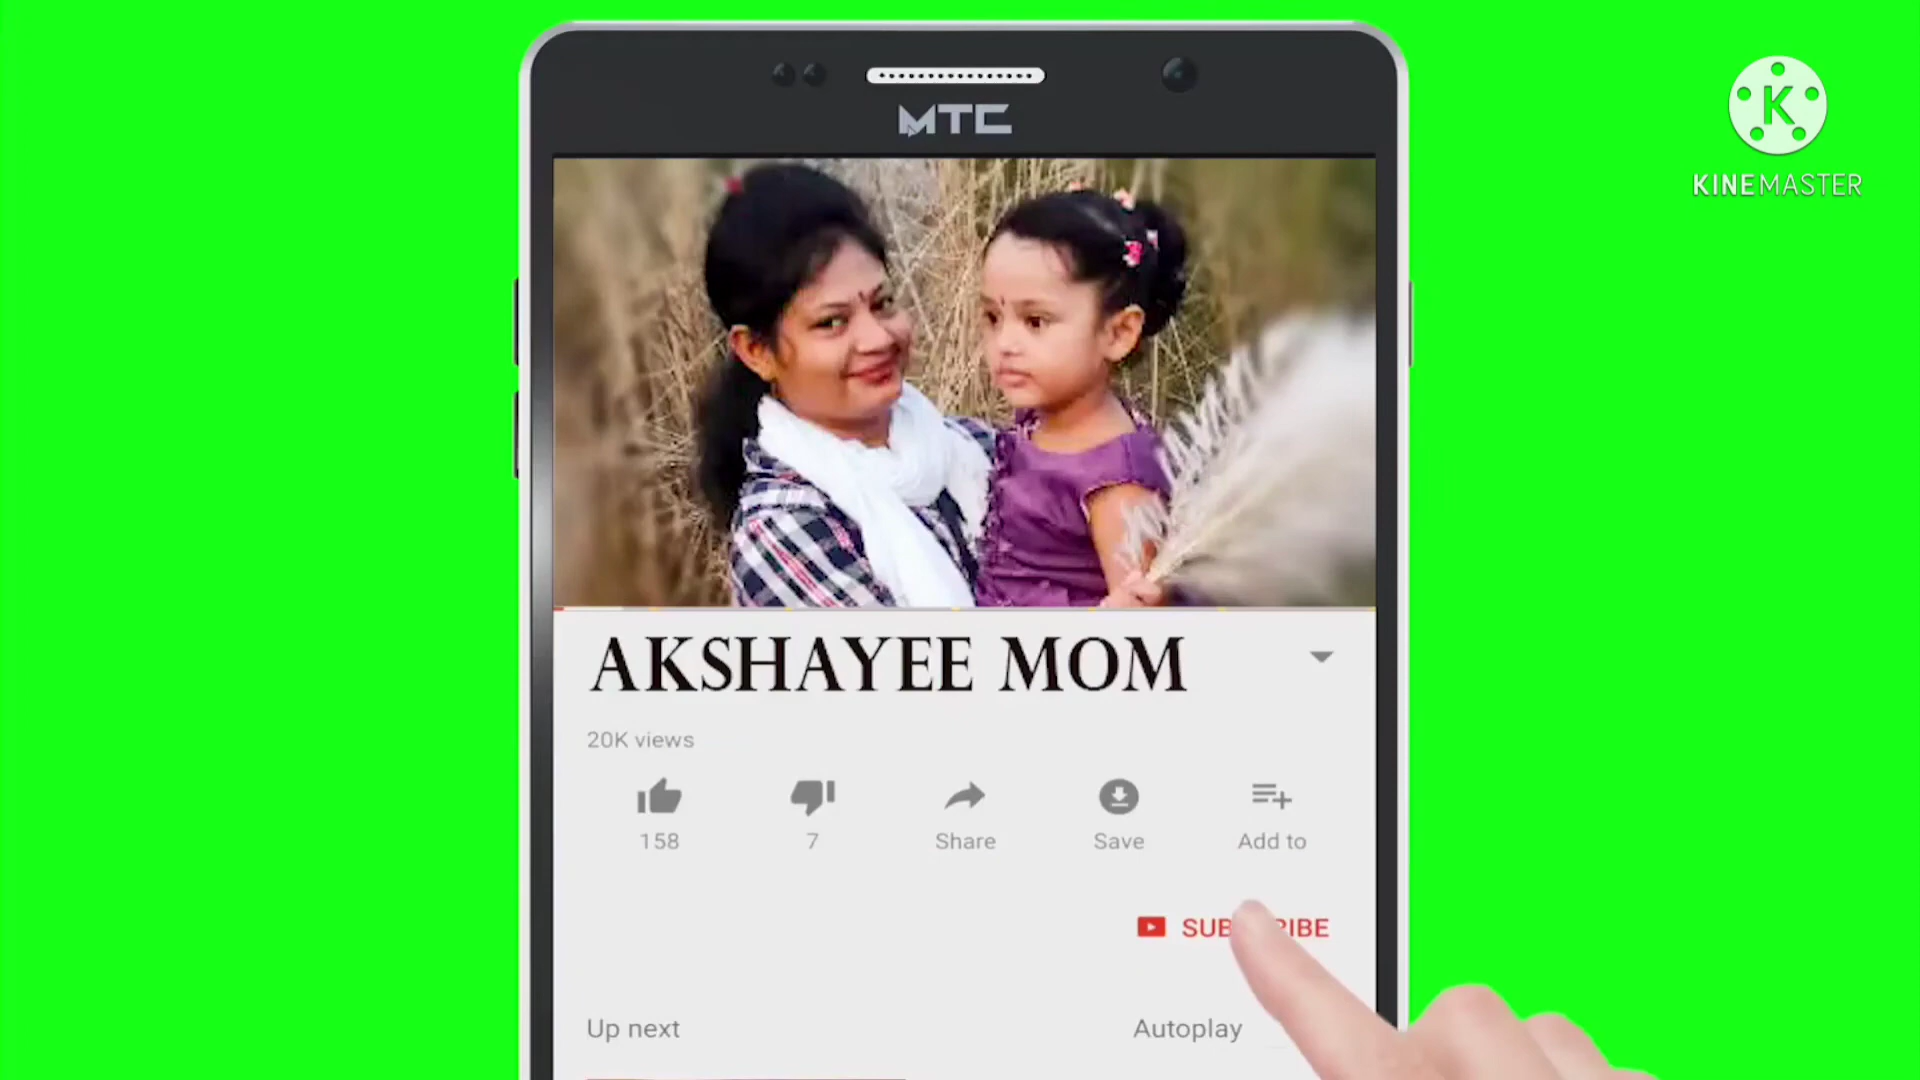 MTC
K
KINEMASTER
AKSHAYEE MOM
20K views
158
7
Share
Save
Add to
Up next
Autoplay